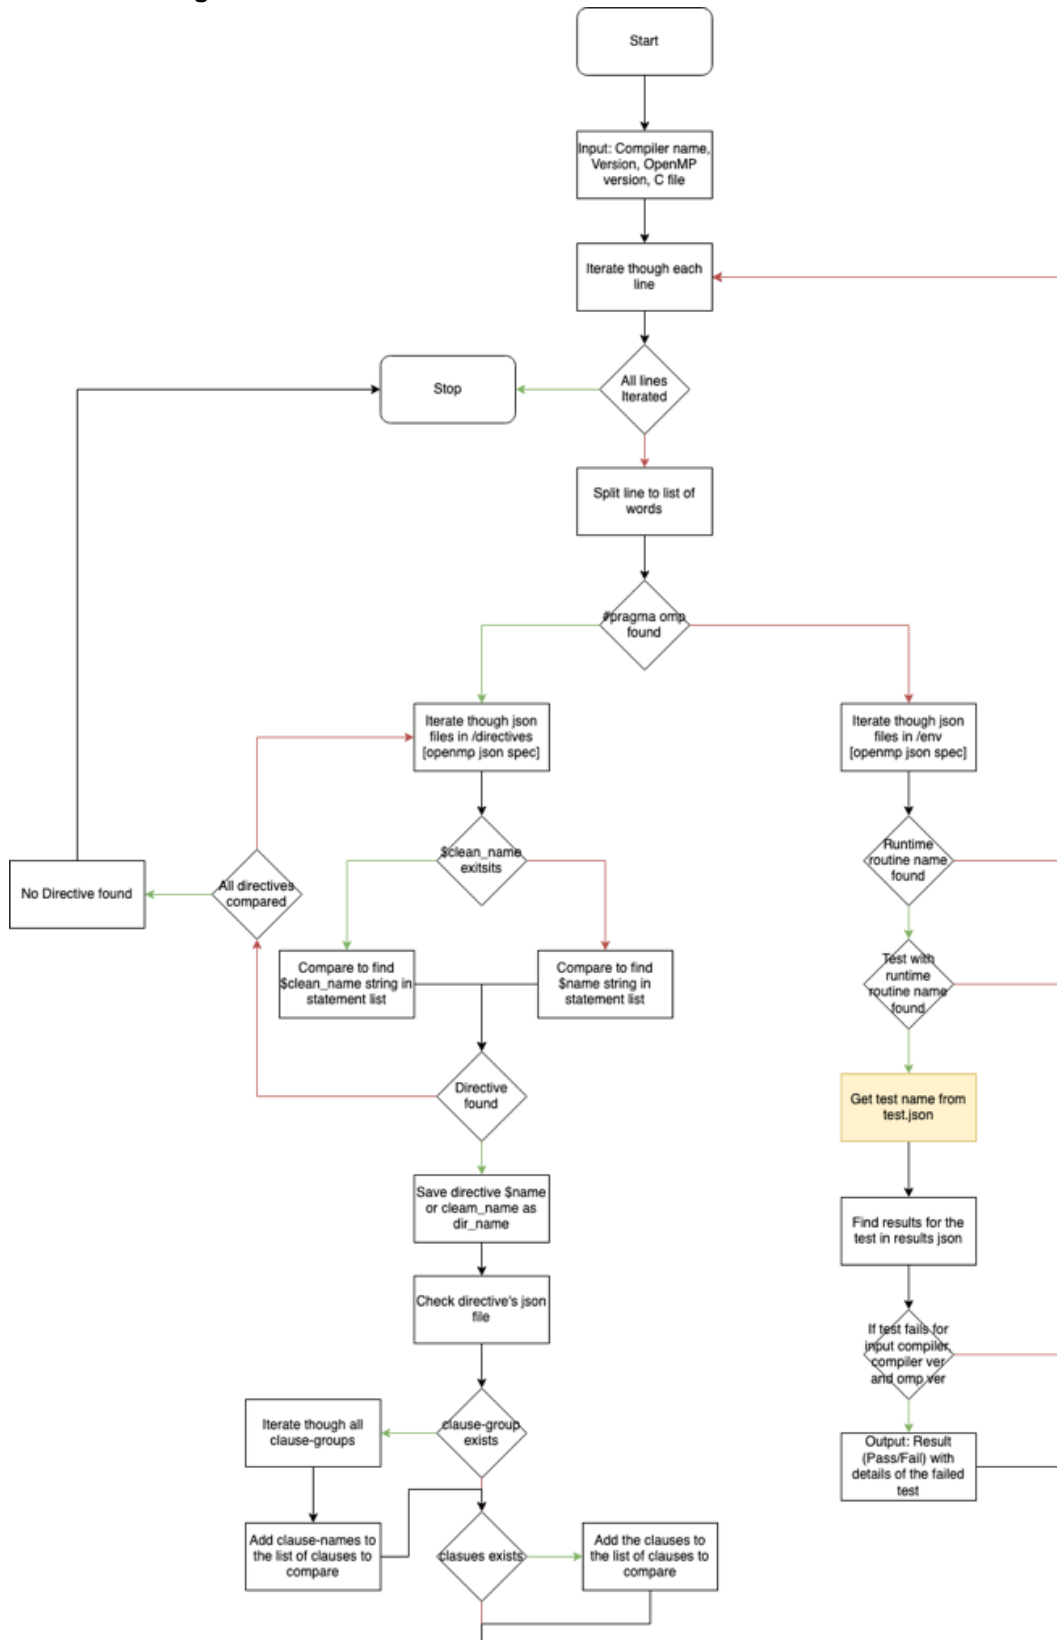 Start
Input: Compiler name,
Version, OpenMP
version, C file
Iterate though each
line
All lines
Iterated
Stop
Split line to list of
words
#pragma omp
found
Iterate though json
files in /directives
[openmp json spec]
Iterate though json
files in /env
[openmp json spec]
$clean_name
exitsits
Runtime
routine name
found
All directives
compared
No Directive found
Compare to find
$clean_name string in
statement list
Compare to find
$name string in
statement list
Test with
runtime
routine name
found
Directive
found
Get test name from
test.json
Save directive $name
or cleam_name as
dir_name
Find results for the
test in results json
Check directive's json
file
If test fails for
input compiler,
compiler ver
and omp ver
Iterate though all
clause-groups
clause-group
exists
Output: Result
(Pass/Fail) with
details of the failed
test
Add clause-names to
the list of clauses to
compare
clasues exists
Add the clauses to
the list of clauses to
compare